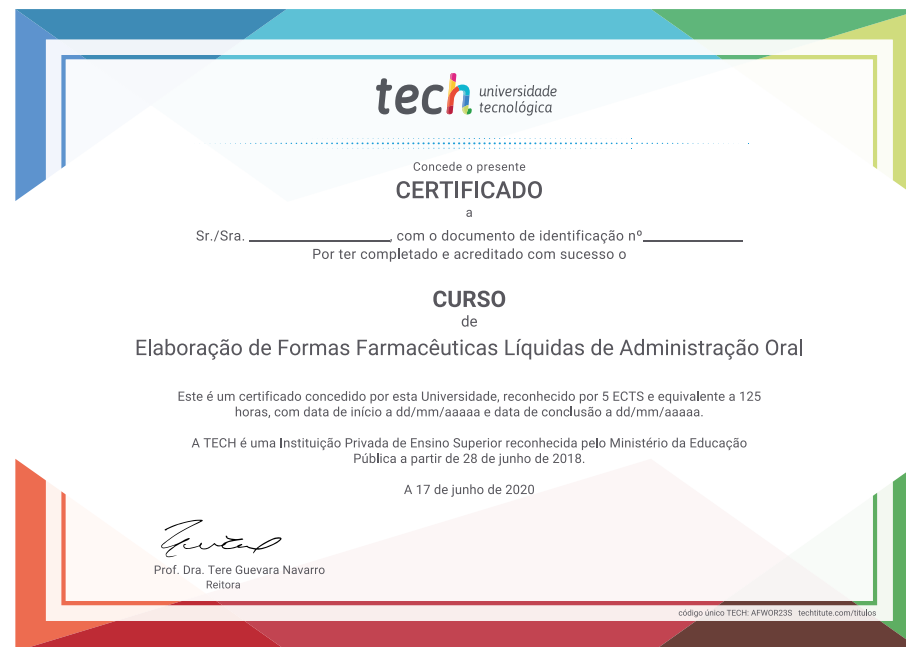 tech universidade
tecnológica
Concede o presente
CERTIFICADO
a
Sr./Sra. ______________, com o documento de identificação nº__________
Por ter completado e acreditado com sucesso o
CURSO
de
Elaboração de Formas Farmacêuticas Líquidas de Administração Oral
Este é um certificado concedido por esta Universidade, reconhecido por 5 ECTS e equivalente a 125
horas, com data de início a dd/mm/aaaaa e data de conclusão a dd/mm/aaaaa.
A TECH é uma Instituição Privada de Ensino Superior reconhecida pelo Ministério da Educação
Pública a partir de 28 de junho de 2018.
A 17 de junho de 2020
Prof. Dra. Tere Guevara Navarro
Reitora
código único TECH: AFWOR23S · techtitute.com/titulos